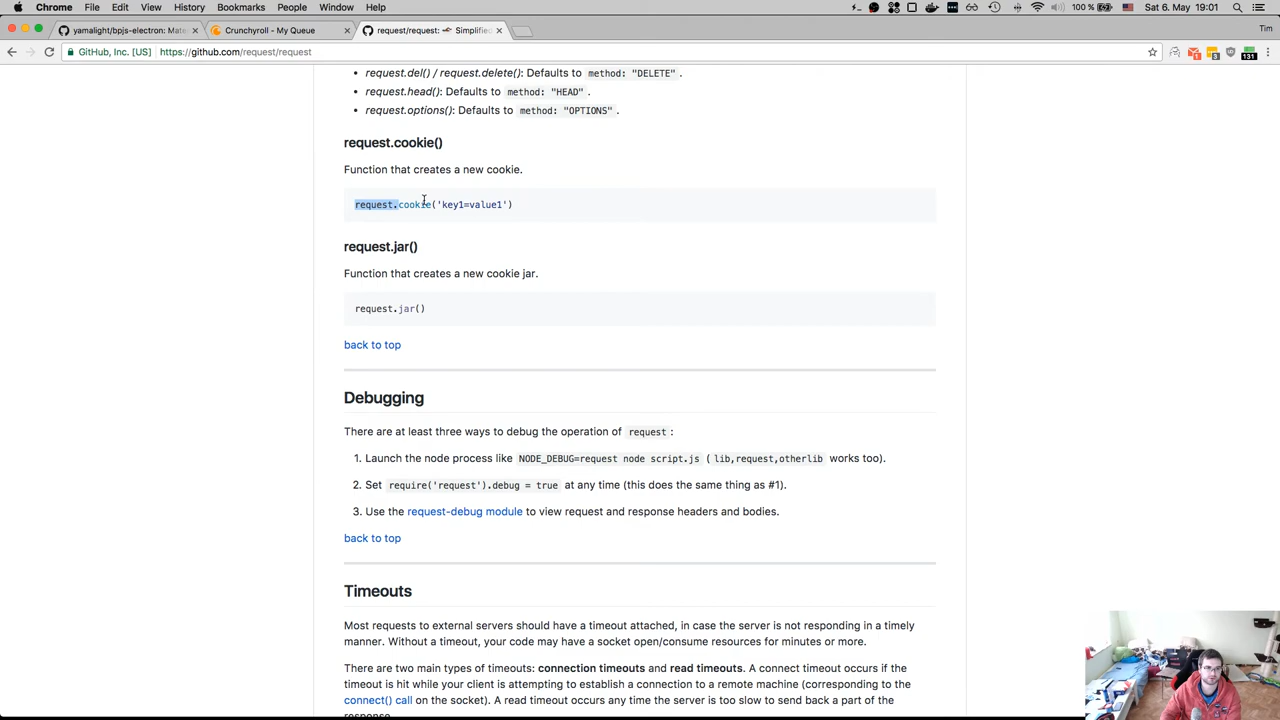 Chrome File Edit View History Bookmarks People Window Help 100 % Sat 6. May 19:01
yamalight/bpjs-electron: Mate Crunchyroll - My Queue request/request: Simplified Tim
GitHub, Inc. [US] https://github.com/request/request 1 3 131
• request.del() / request.delete(): Defaults to method: "DELETE" .
• request.head(): Defaults to method: "HEAD" .
• request.options(): Defaults to method: "OPTIONS" .
request.cookie()
Function that creates a new cookie.
request.cookie('key1=value1')
request.jar()
Function that creates a new cookie jar.
request.jar()
back to top
Debugging
There are at least three ways to debug the operation of request :
1. Launch the node process like NODE_DEBUG=request node script.js ( lib,request,otherlib works too).
2. Set require('request').debug = true at any time (this does the same thing as #1).
3. Use the request-debug module to view request and response headers and bodies.
back to top
Timeouts
Most requests to external servers should have a timeout attached, in case the server is not responding in a timely
manner. Without a timeout, your code may have a socket open/consume resources for minutes or more.
There are two main types of timeouts: connection timeouts and read timeouts. A connect timeout occurs if the
timeout is hit while your client is attempting to establish a connection to a remote machine (corresponding to the
connect() call on the socket). A read timeout occurs any time the server is too slow to send back a part of the
response.